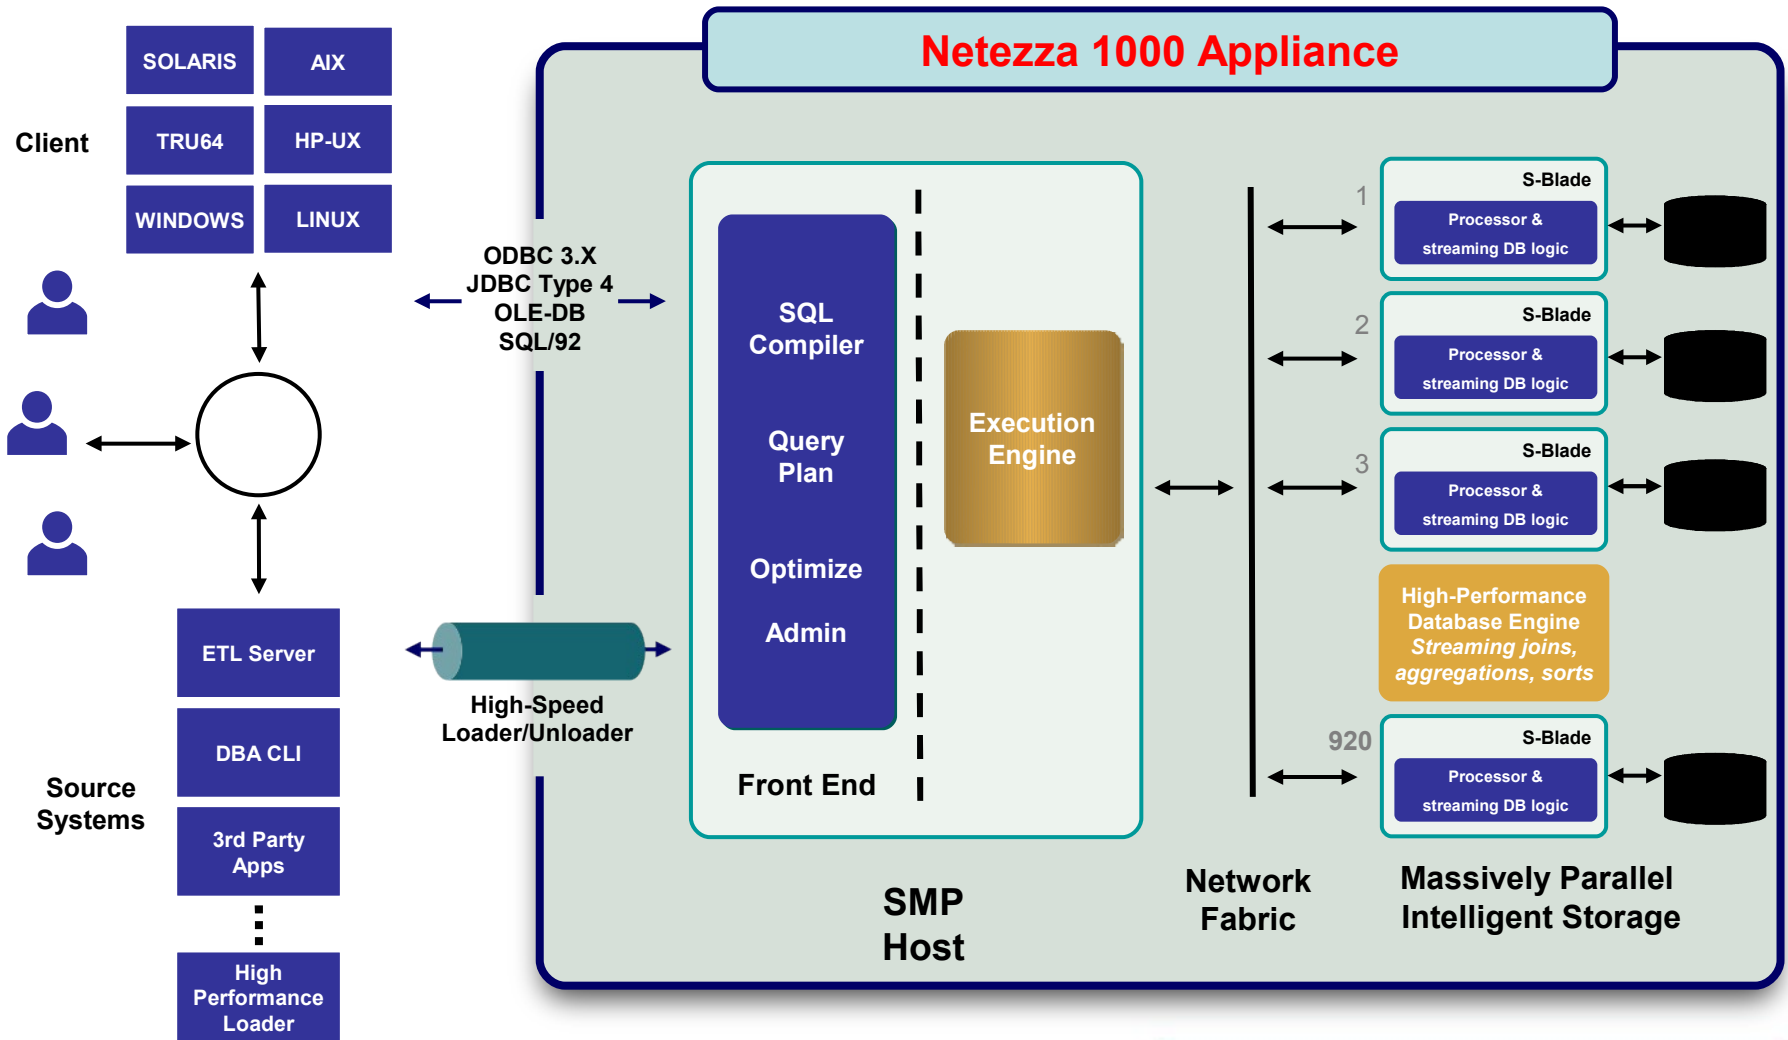 Netezza 1000 Appliance
SOLARIS
AIX
Client
TRU64
HP-UX
WINDOWS
LINUX
ODBC 3.X
JDBC Type 4
OLE-DB
SQL/92
SQL
Compiler
Query
Plan
Optimize
Admin
Front End
Execution
Engine
1
S-Blade
Processor &
streaming DB logic
2
S-Blade
Processor &
streaming DB logic
3
S-Blade
Processor &
streaming DB logic
High-Performance
Database Engine
Streaming joins,
aggregations, sorts
920
S-Blade
Processor &
streaming DB logic
ETL Server
DBA CLI
Source
Systems
3rd Party
Apps
High
Performance
Loader
High-Speed
Loader/Unloader
SMP
Host
Network
Fabric
Massively Parallel
Intelligent Storage